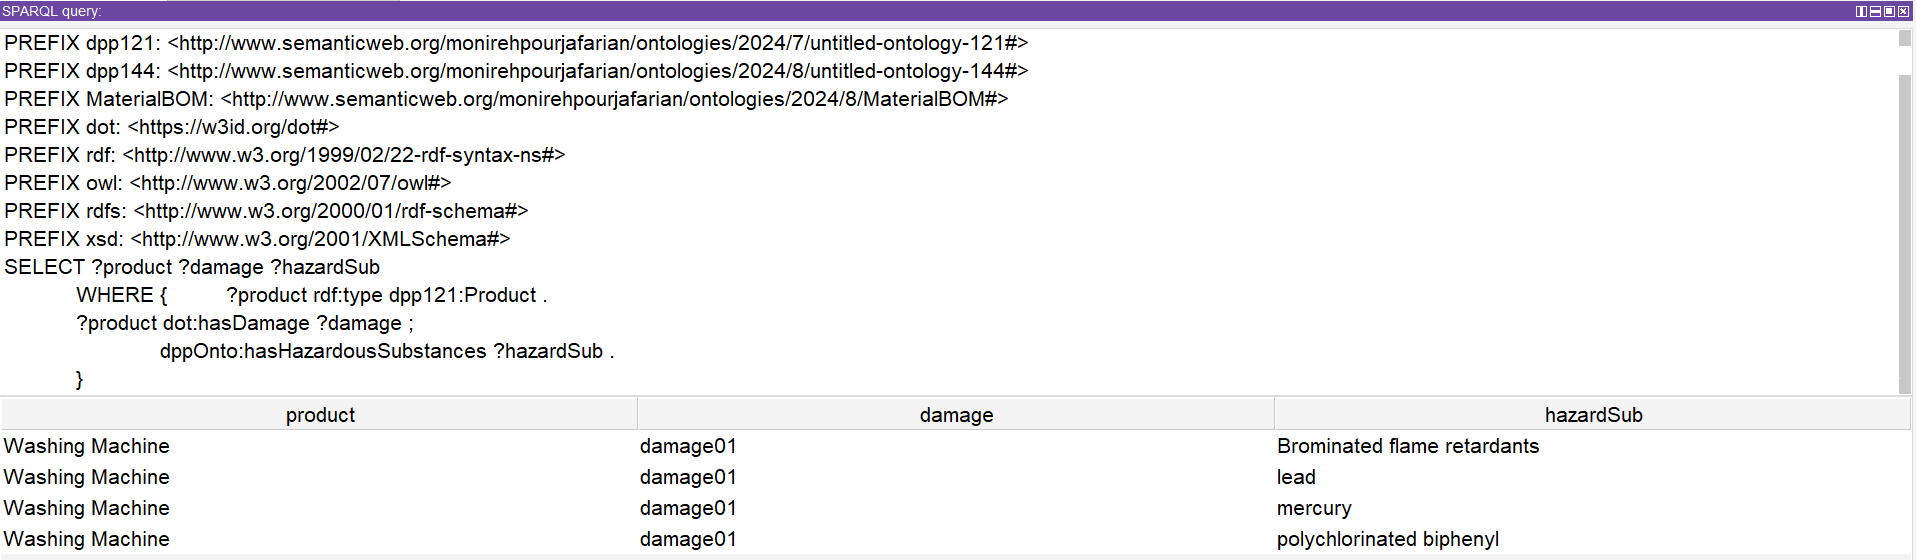 SPARQL query:
PREFIX dpp121: <http://www.semanticweb.org/monirehpourjafarian/ontologies/2024/7/untitled-ontology-121#>
PREFIX dpp144: <http://www.semanticweb.org/monirehpourjafarian/ontologies/2024/8/untitled-ontology-144#>
PREFIX MaterialBOM: <http://www.semanticweb.org/monirehpourjafarian/ontologies/2024/8/MaterialBOM#>
PREFIX dot: <https://w3id.org/dot#>
PREFIX rdf: <http://www.w3.org/1999/02/22-rdf-syntax-ns#>
PREFIX owl: <http://www.w3.org/2002/07/owl#>
PREFIX rdfs: <http://www.w3.org/2000/01/rdf-schema#>
PREFIX xsd: <http://www.w3.org/2001/XMLSchema#>
SELECT ?product ?damage ?hazardSub
WHERE { ?product rdf:type dpp121:Product .
?product dot:hasDamage ?damage ;
dppOnto:hasHazardousSubstances ?hazardSub .
}
product damage hazardSub
Washing Machine damage01 Brominated flame retardants
Washing Machine damage01 lead
Washing Machine damage01 mercury
Washing Machine damage01 polychlorinated biphenyl